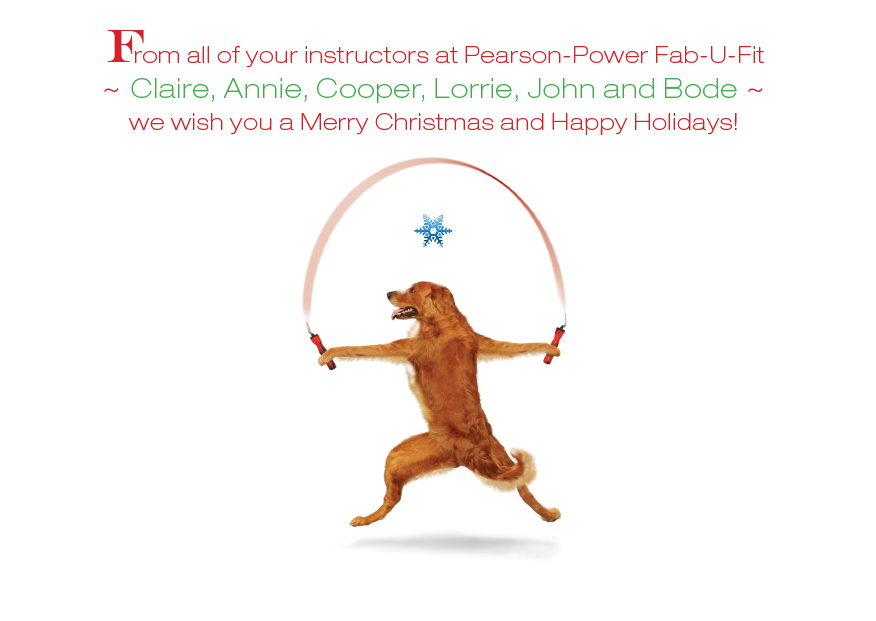 From all of your instructors at Pearson-Power Fab-U-Fit
~ Claire, Annie, Cooper, Lorrie, John and Bode ~
we wish you a Merry Christmas and Happy Holidays!